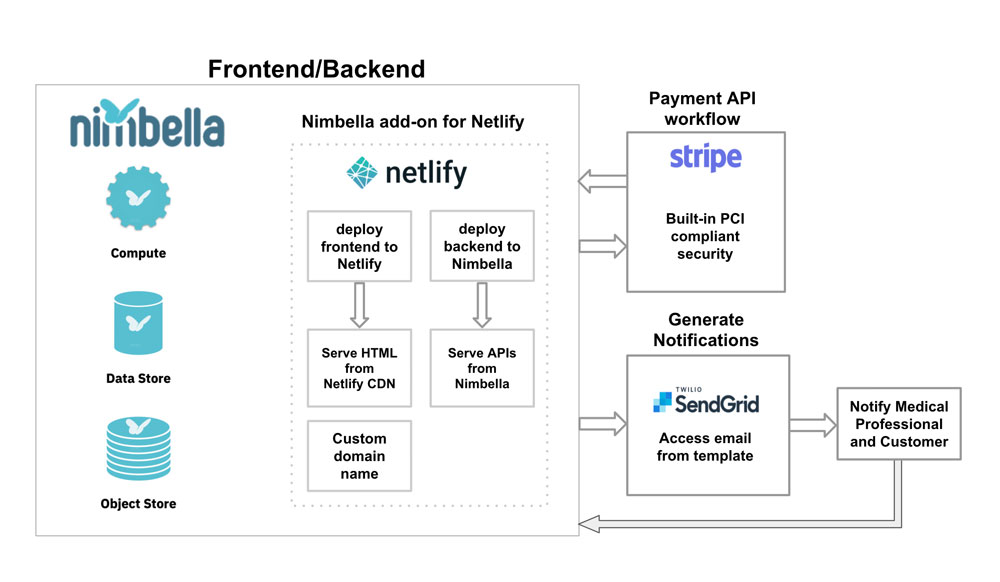 Frontend/Backend
nimbella
Compute
Data Store
Object Store
Nimbella add-on for Netlify
netlify
deploy
frontend to
Netlify
deploy
backend to
Nimbella
Serve HTML
from
Netlify CDN
Serve APIs
from
Nimbella
Custom
domain
name
Payment API
workflow
stripe
Built-in PCI
compliant
security
Generate
Notifications
TWILIO
SendGrid
Access email
from template
Notify Medical
Professional
and Customer